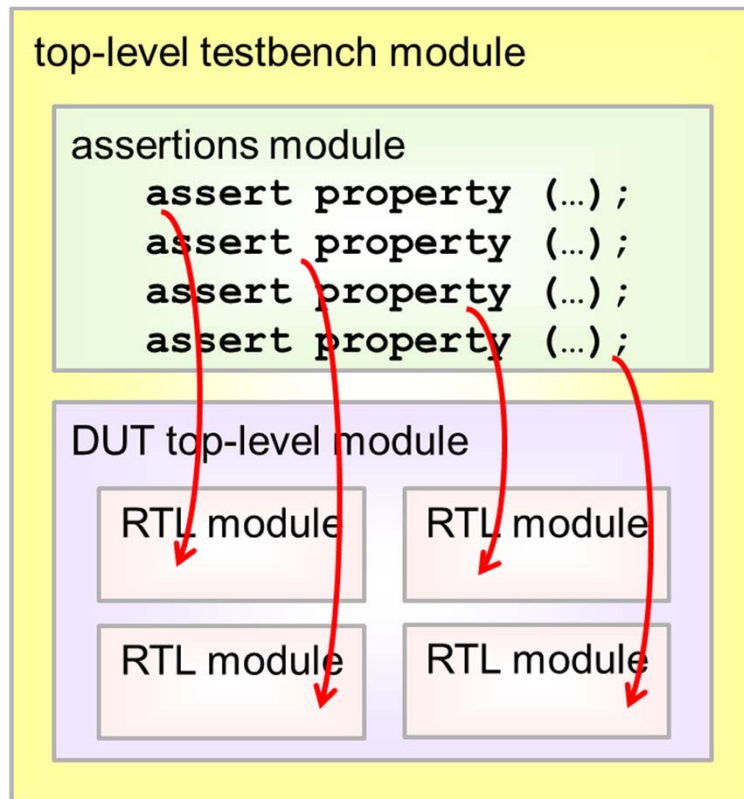 top-level testbench module
assertions module
assert property (…);
assert property (…);
assert property (…);
assert property (…);
DUT top-level module
RTL module
RTL module
RTL module
RTL module